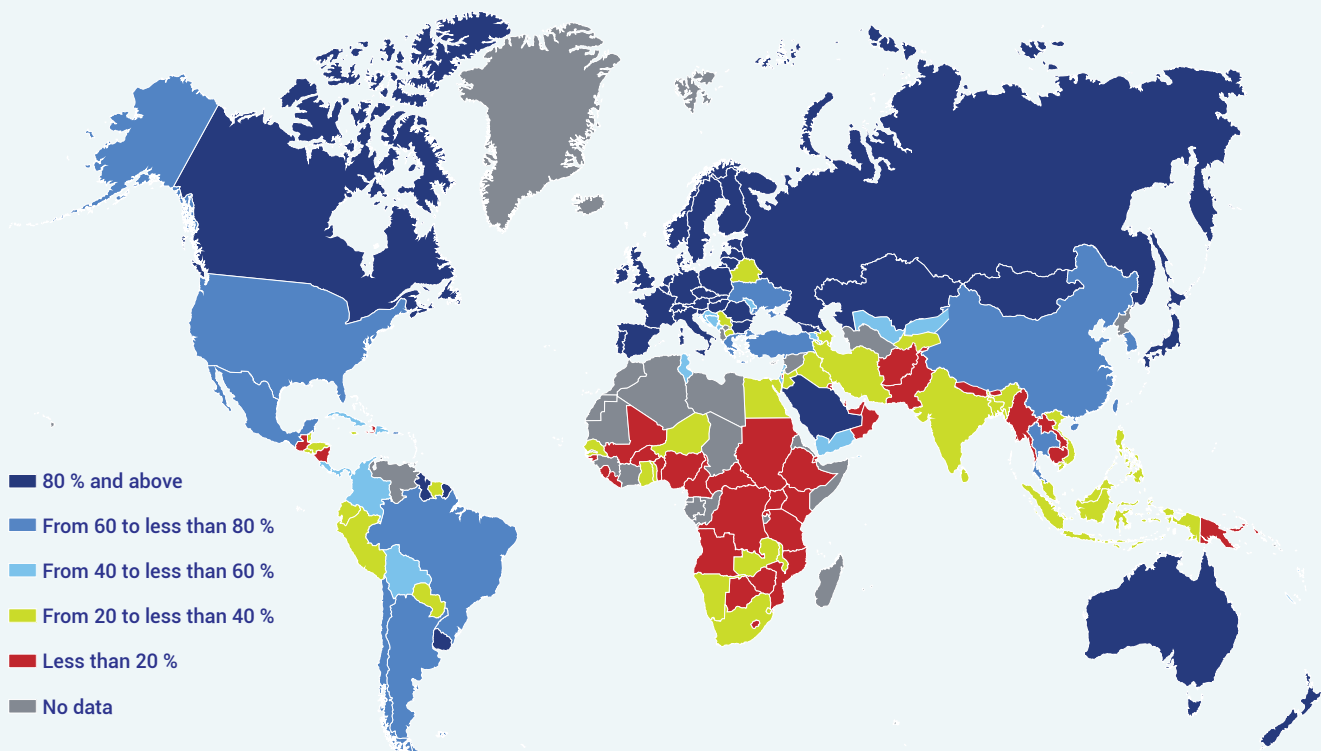 80 % and above
From 60 to less than 80 %
From 40 to less than 60 %
From 20 to less than 40 %
Less than 20 %
No data